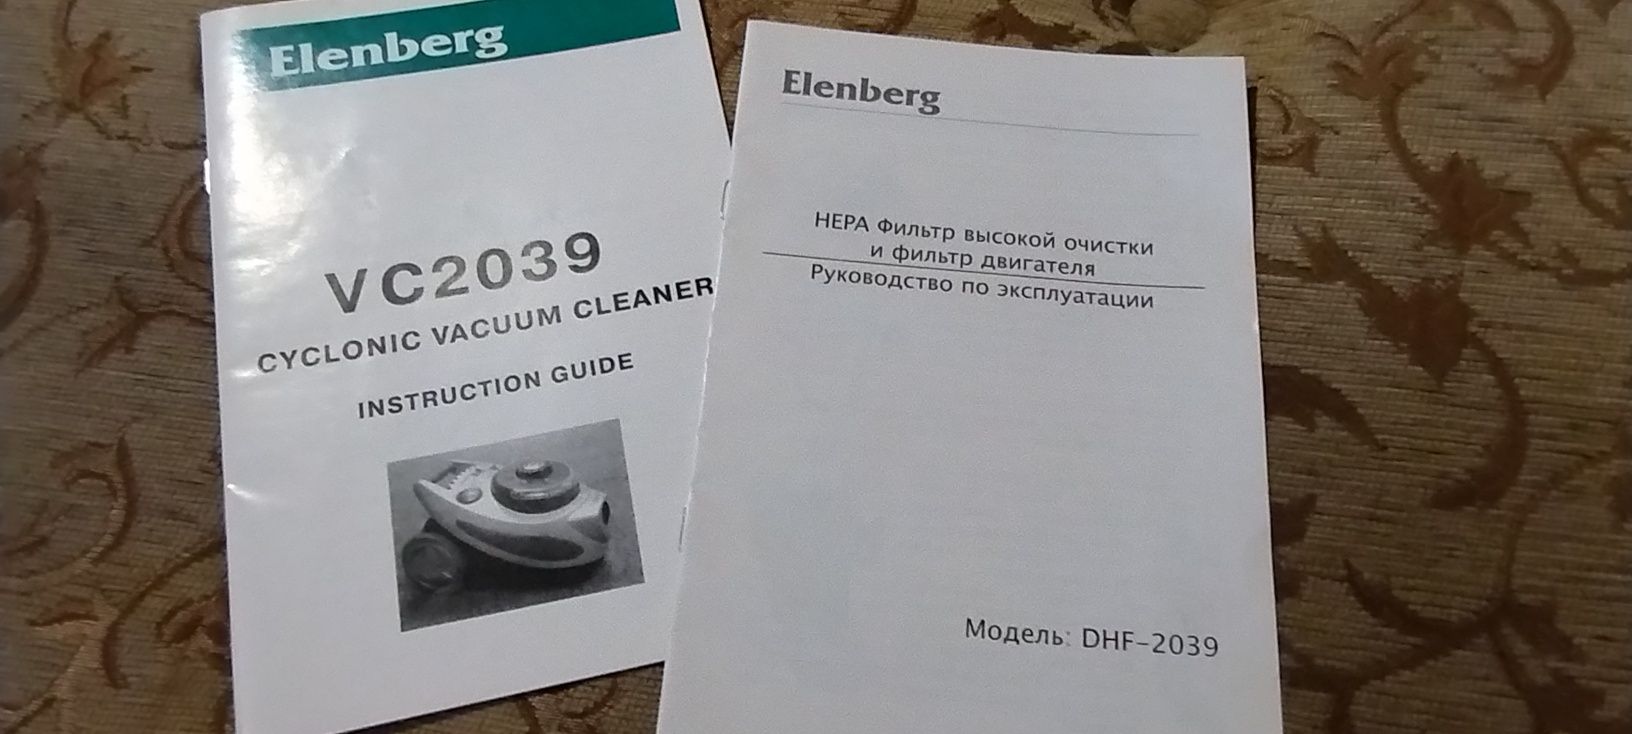 Elenberg
VC2039
CYCLONIC VACUUM CLEANER
INSTRUCTION GUIDE
Elenberg
HEPA Фильтр высокой очистки
и фильтр двигателя
Руководство по эксплуатации
Модель: DHF-2039